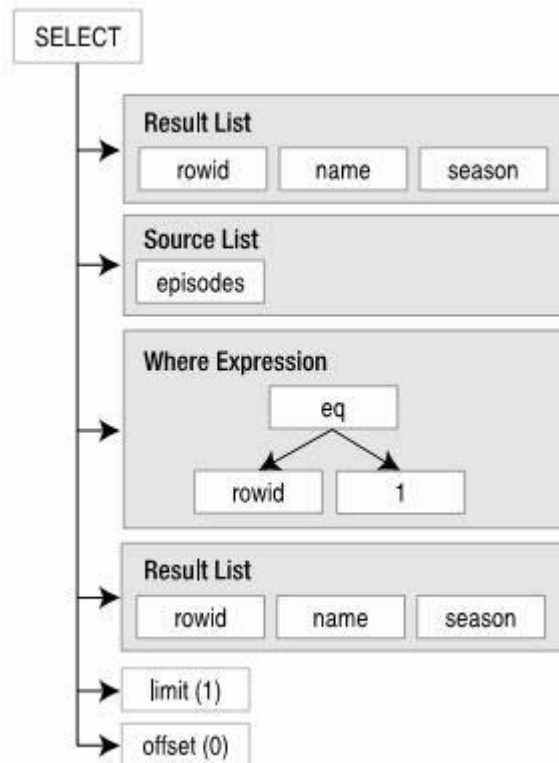 SELECT
Result List
rowid name season
Source List
episodes
Where Expression
eq
rowid 1
Result List
rowid name season
limit (1)
offset (0)